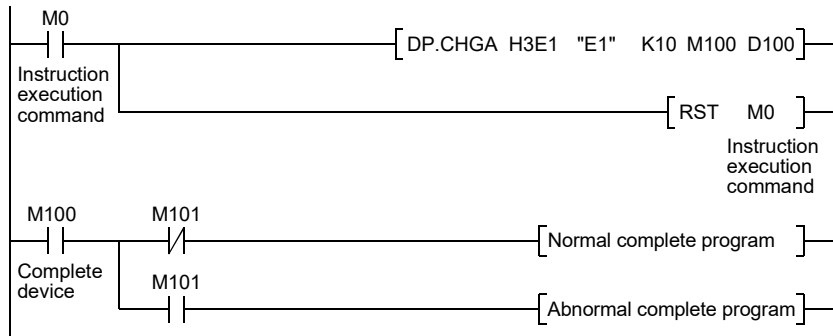 M0
DP.CHGA H3E1 "E1" K10 M100 D100
Instruction
execution
command
RST M0
Instruction
execution
command
M100 M101
Normal complete program
Complete
device
M101
Abnormal complete program